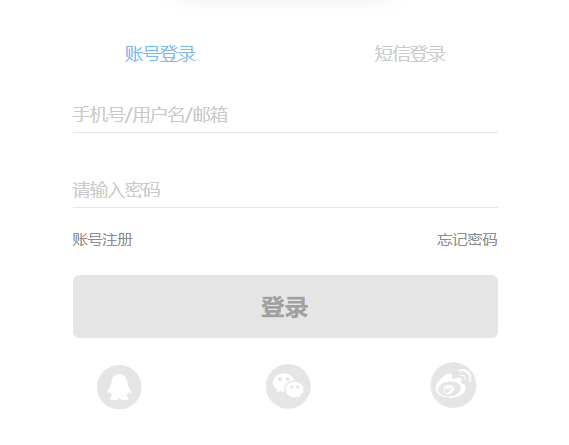 账号登录 短信登录
手机号/用户名/邮箱
请输入密码
账号注册 忘记密码
登录